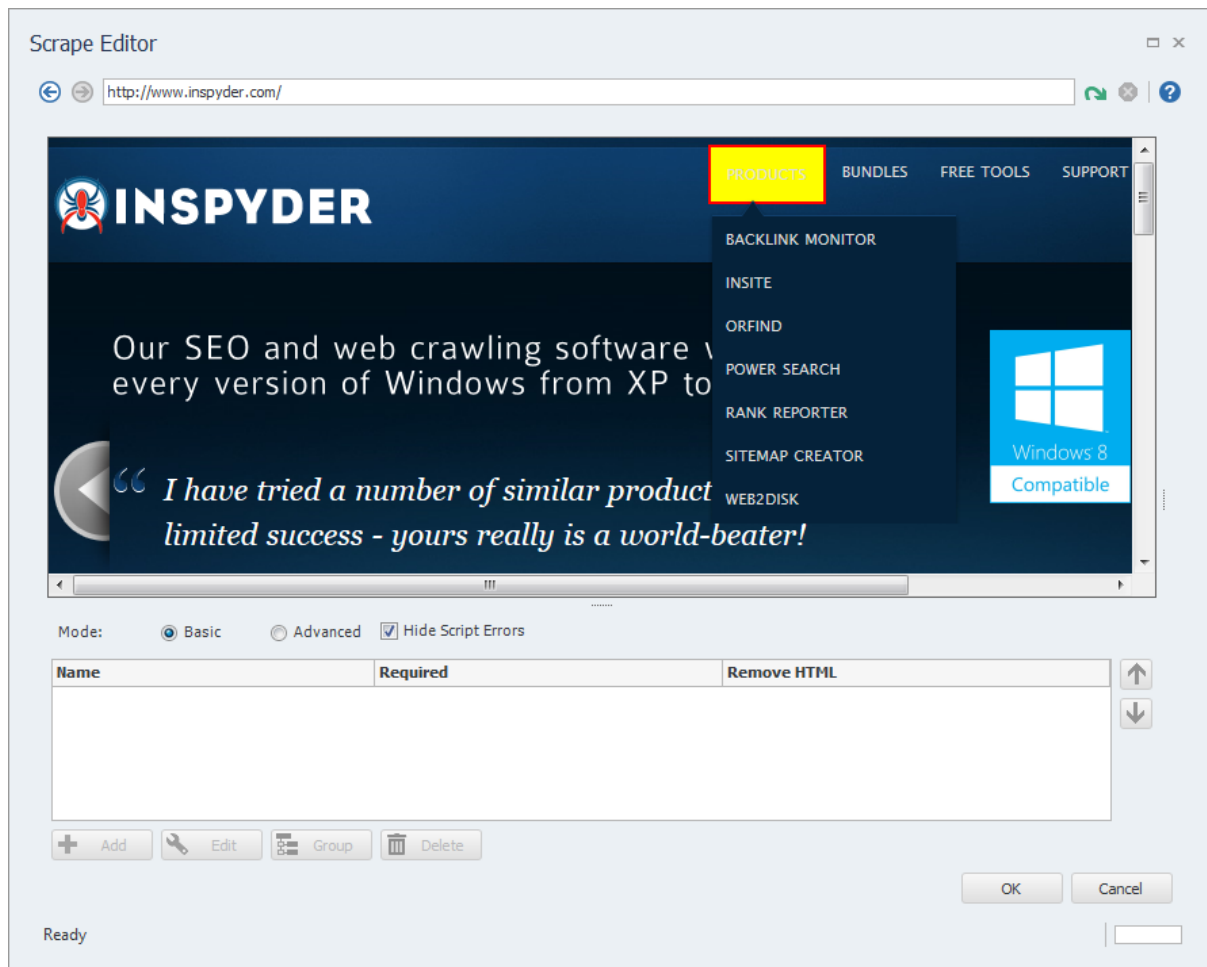 Scrape Editor
http://www.inspyder.com/
INSPYDER
PRODUCTS BUNDLES FREE TOOLS SUPPORT
BACKLINK MONITOR
INSITE
ORFIND
POWER SEARCH
RANK REPORTER
SITEMAP CREATOR
WEB2DISK
Our SEO and web crawling software
every version of Windows from XP to
“ I have tried a number of similar product
limited success - yours really is a world-beater!
Windows 8
Compatible
Mode: Basic Advanced Hide Script Errors
Name Required Remove HTML
Add Edit Group Delete
OK Cancel
Ready